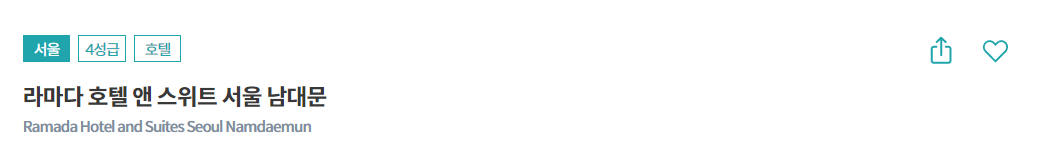 서울 4성급 호텔
라마다 호텔 앤 스위트 서울 남대문
Ramada Hotel and Suites Seoul Namdaemun